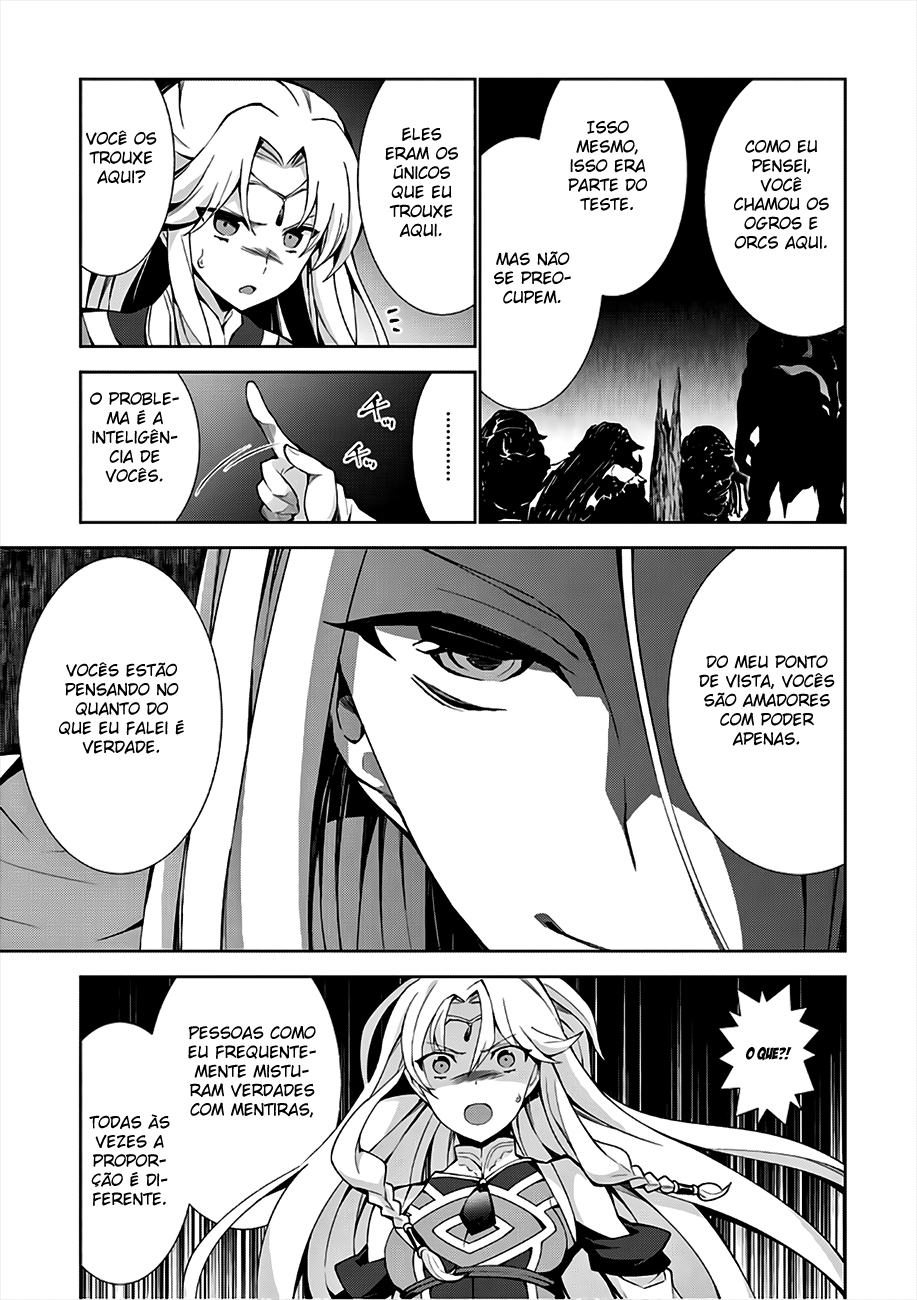 COMO EU
PENSEI,
VOCÊ
CHAMOU OS
OGROS E
ORCS AQUI.
ISSO
MESMO,
ISSO ERA
PARTE DO
TESTE.
MAS NÃO
SE PREO-
CUPEM.
ELES
ERAM OS
ÚNICOS
QUE EU
TROUXE
AQUI.
VOCÊ OS
TROUXE
AQUI?
.........
チッ
チッ
O PROBLE-
MA É A
INTELIGÊN-
CIA DE
VOCÊS.
DO MEU PONTO
DE VISTA, VOCÊS
SÃO AMADORES
COM PODER
APENAS.
VOCÊS ESTÃO
PENSANDO NO
QUANTO DO
QUE EU FALEI É
VERDADE.
O QUE?!
PESSOAS COMO
EU FREQUENTE-
MENTE MISTU-
RAM VERDADES
COM MENTIRAS,
TODAS ÀS
VEZES A
PROPOR-
ÇÃO É DI-
FERENTE.